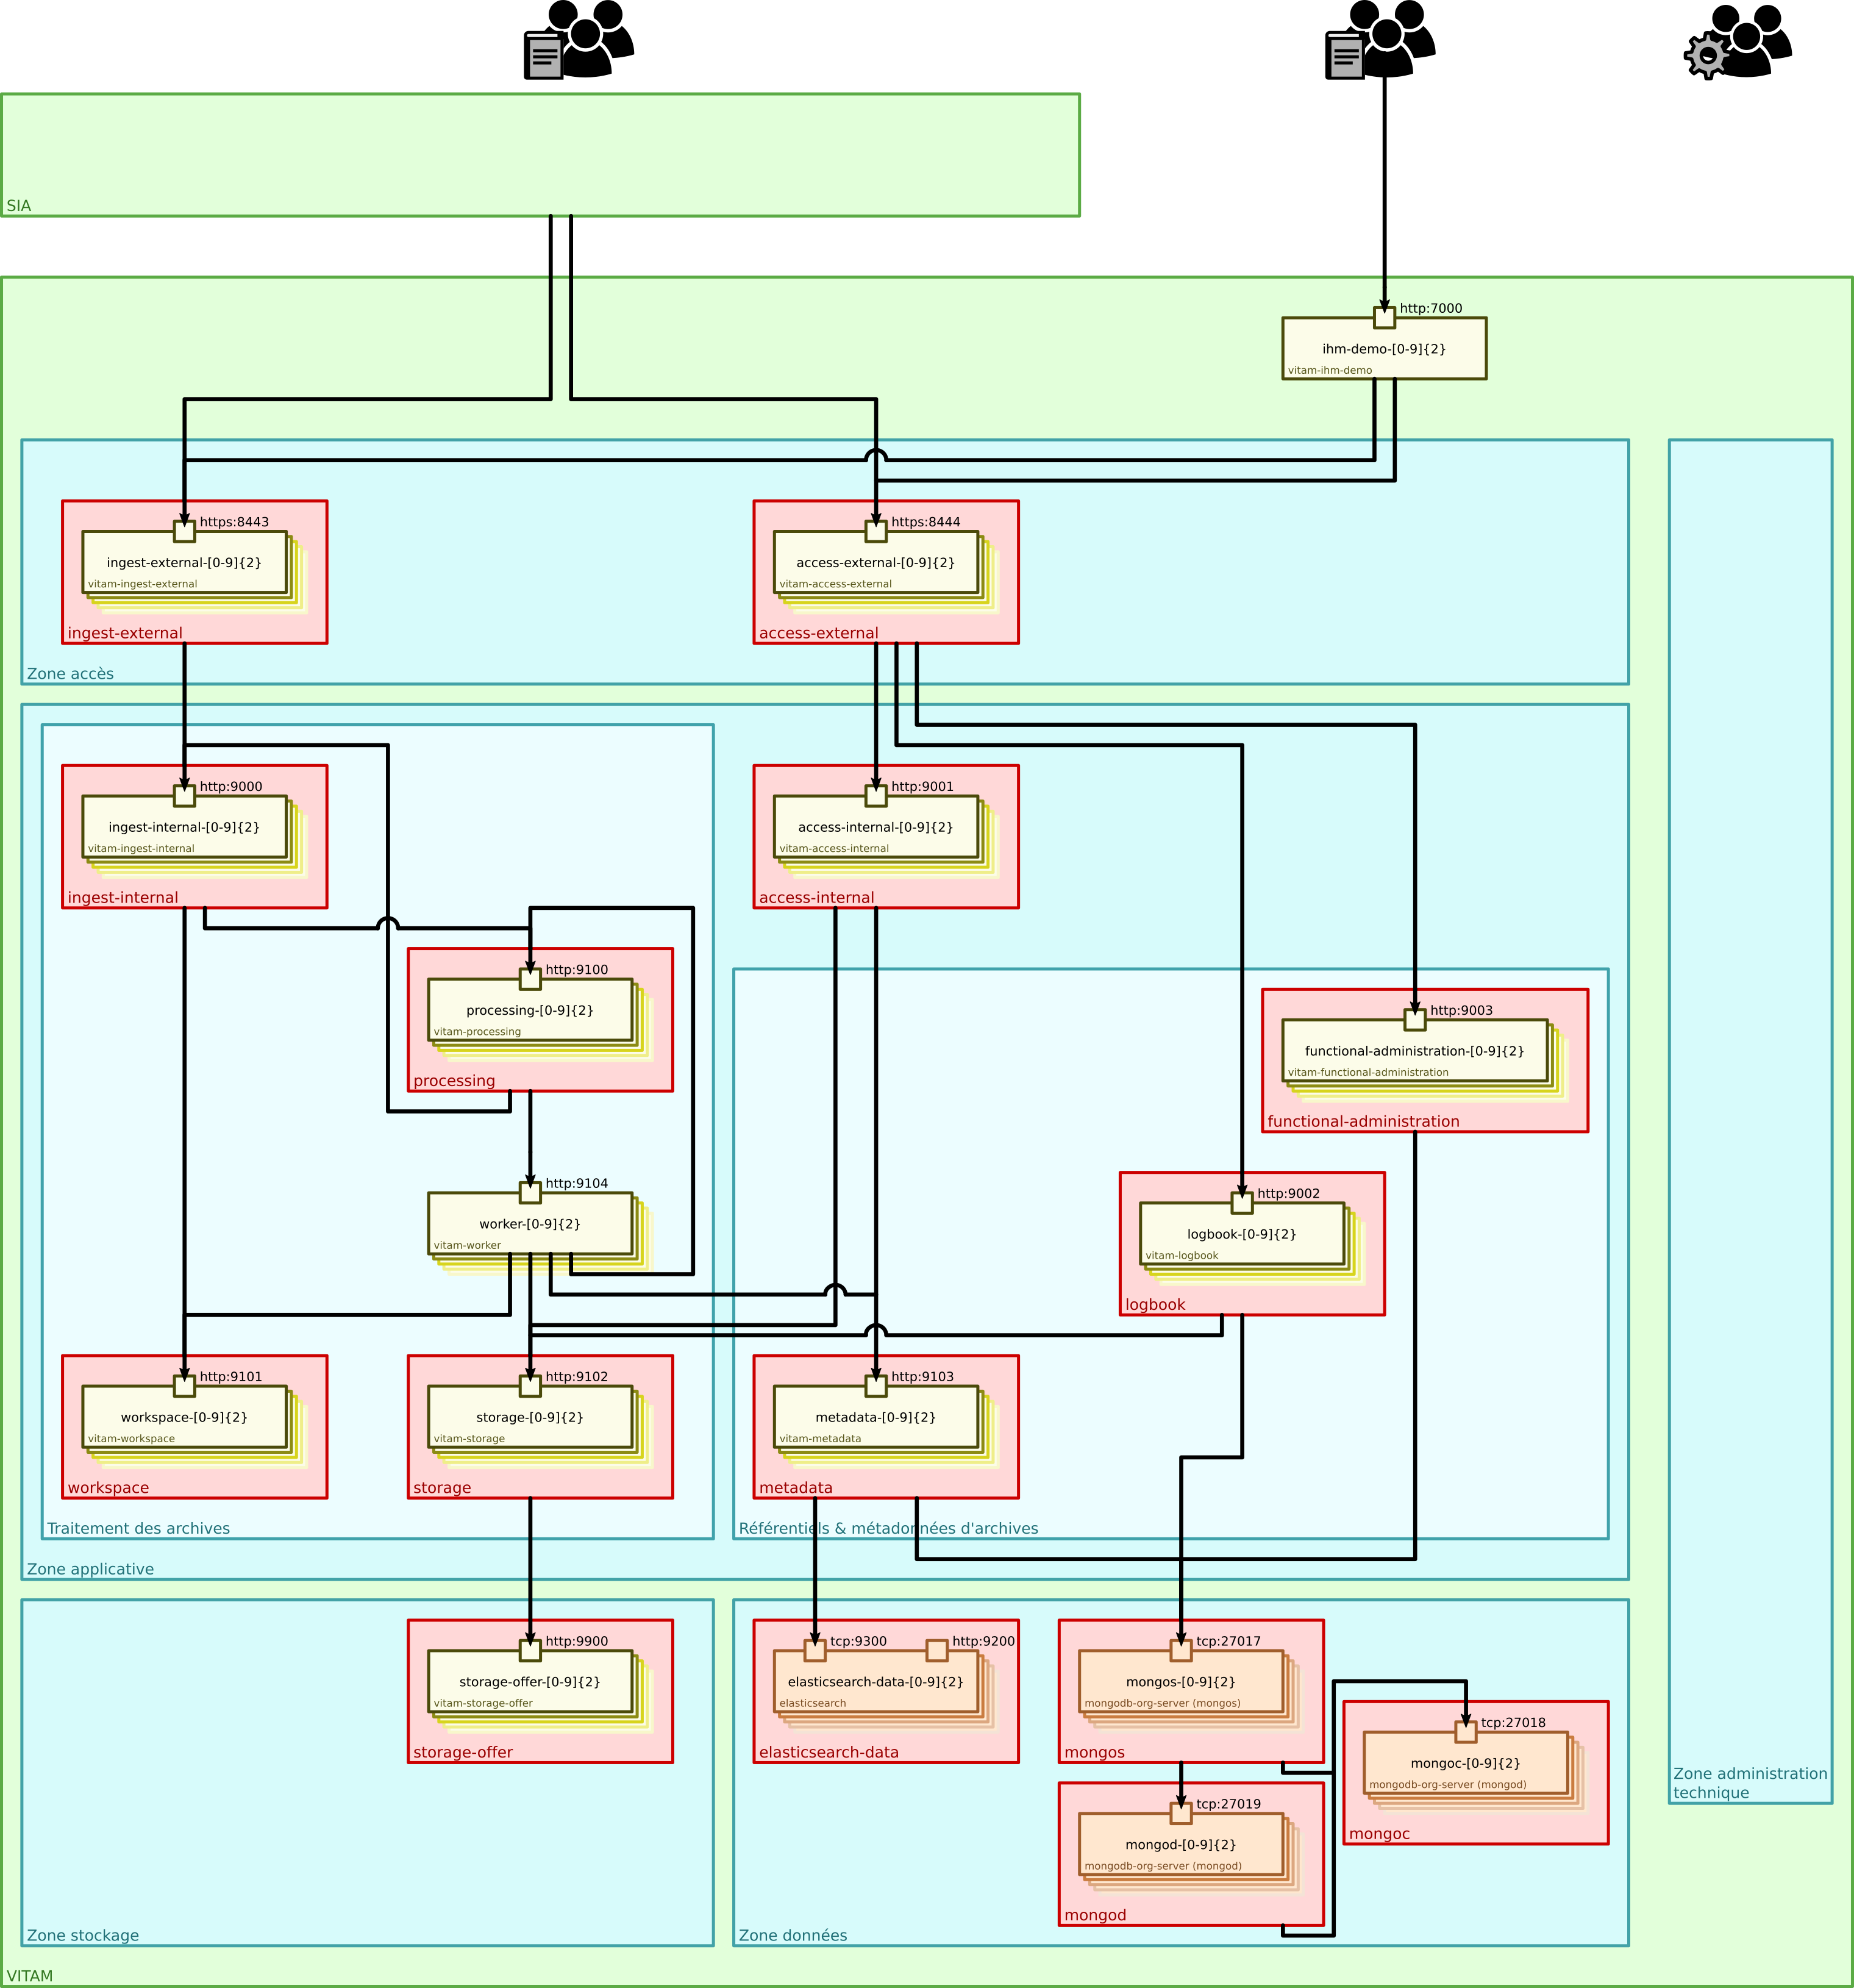 SIA
http:7000
ihm-demo-[0-9]{2}
vitam-ihm-demo
https:8443
ingest-external-[0-9]{2}
vitam-ingest-external
ingest-external
https:8444
access-external-[0-9]{2}
vitam-access-external
access-external
Zone accès
http:9000
ingest-internal-[0-9]{2}
vitam-ingest-internal
ingest-internal
http:9001
access-internal-[0-9]{2}
vitam-access-internal
access-internal
http:9100
processing-[0-9]{2}
vitam-processing
processing
http:9003
functional-administration-[0-9]{2}
vitam-functional-administration
functional-administration
http:9104
worker-[0-9]{2}
vitam-worker
http:9002
logbook-[0-9]{2}
vitam-logbook
logbook
http:9101
workspace-[0-9]{2}
vitam-workspace
workspace
http:9102
storage-[0-9]{2}
vitam-storage
storage
http:9103
metadata-[0-9]{2}
vitam-metadata
metadata
Traitement des archives
Référentiels & métadonnées d'archives
Zone applicative
http:9900
storage-offer-[0-9]{2}
vitam-storage-offer
storage-offer
Zone stockage
tcp:9300
http:9200
elasticsearch-data-[0-9]{2}
elasticsearch
elasticsearch-data
tcp:27017
mongos-[0-9]{2}
mongodb-org-server (mongos)
mongos
tcp:27018
mongoc-[0-9]{2}
mongodb-org-server (mongod)
mongoc
tcp:27019
mongod-[0-9]{2}
mongodb-org-server (mongod)
mongod
Zone données
Zone administration
technique
VITAM